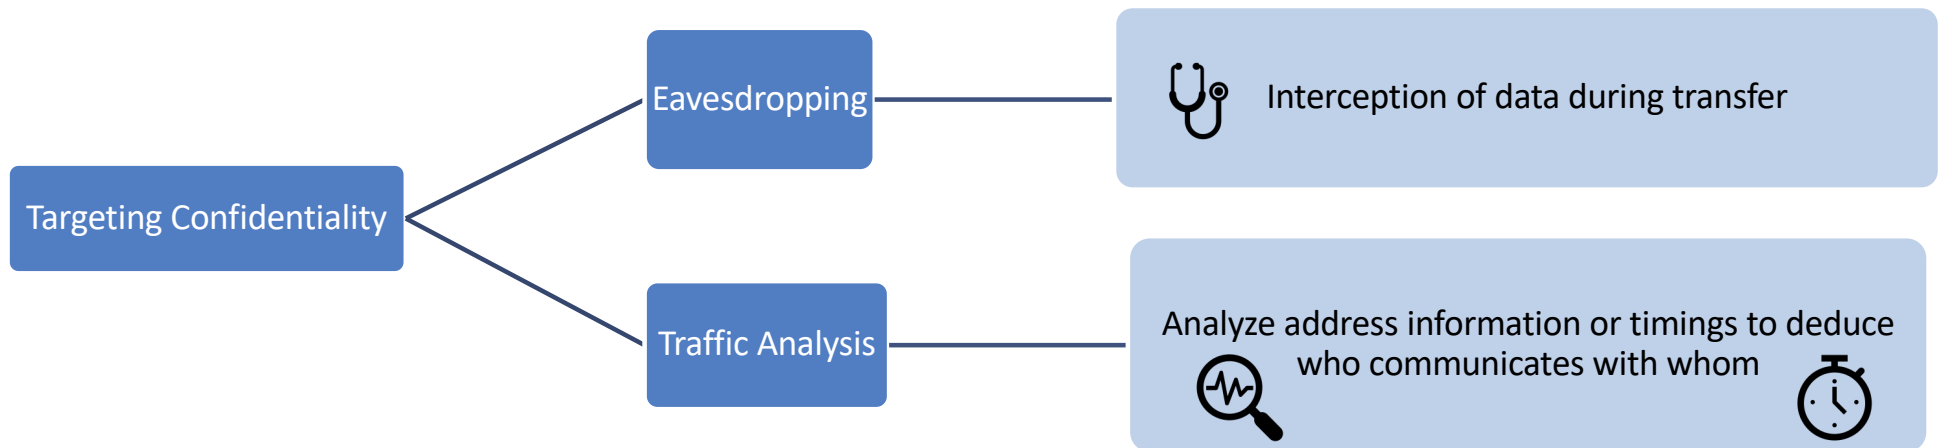 Targeting Confidentiality
Eavesdropping
Interception of data during transfer
Traffic Analysis
Analyze address information or timings to deduce
who communicates with whom